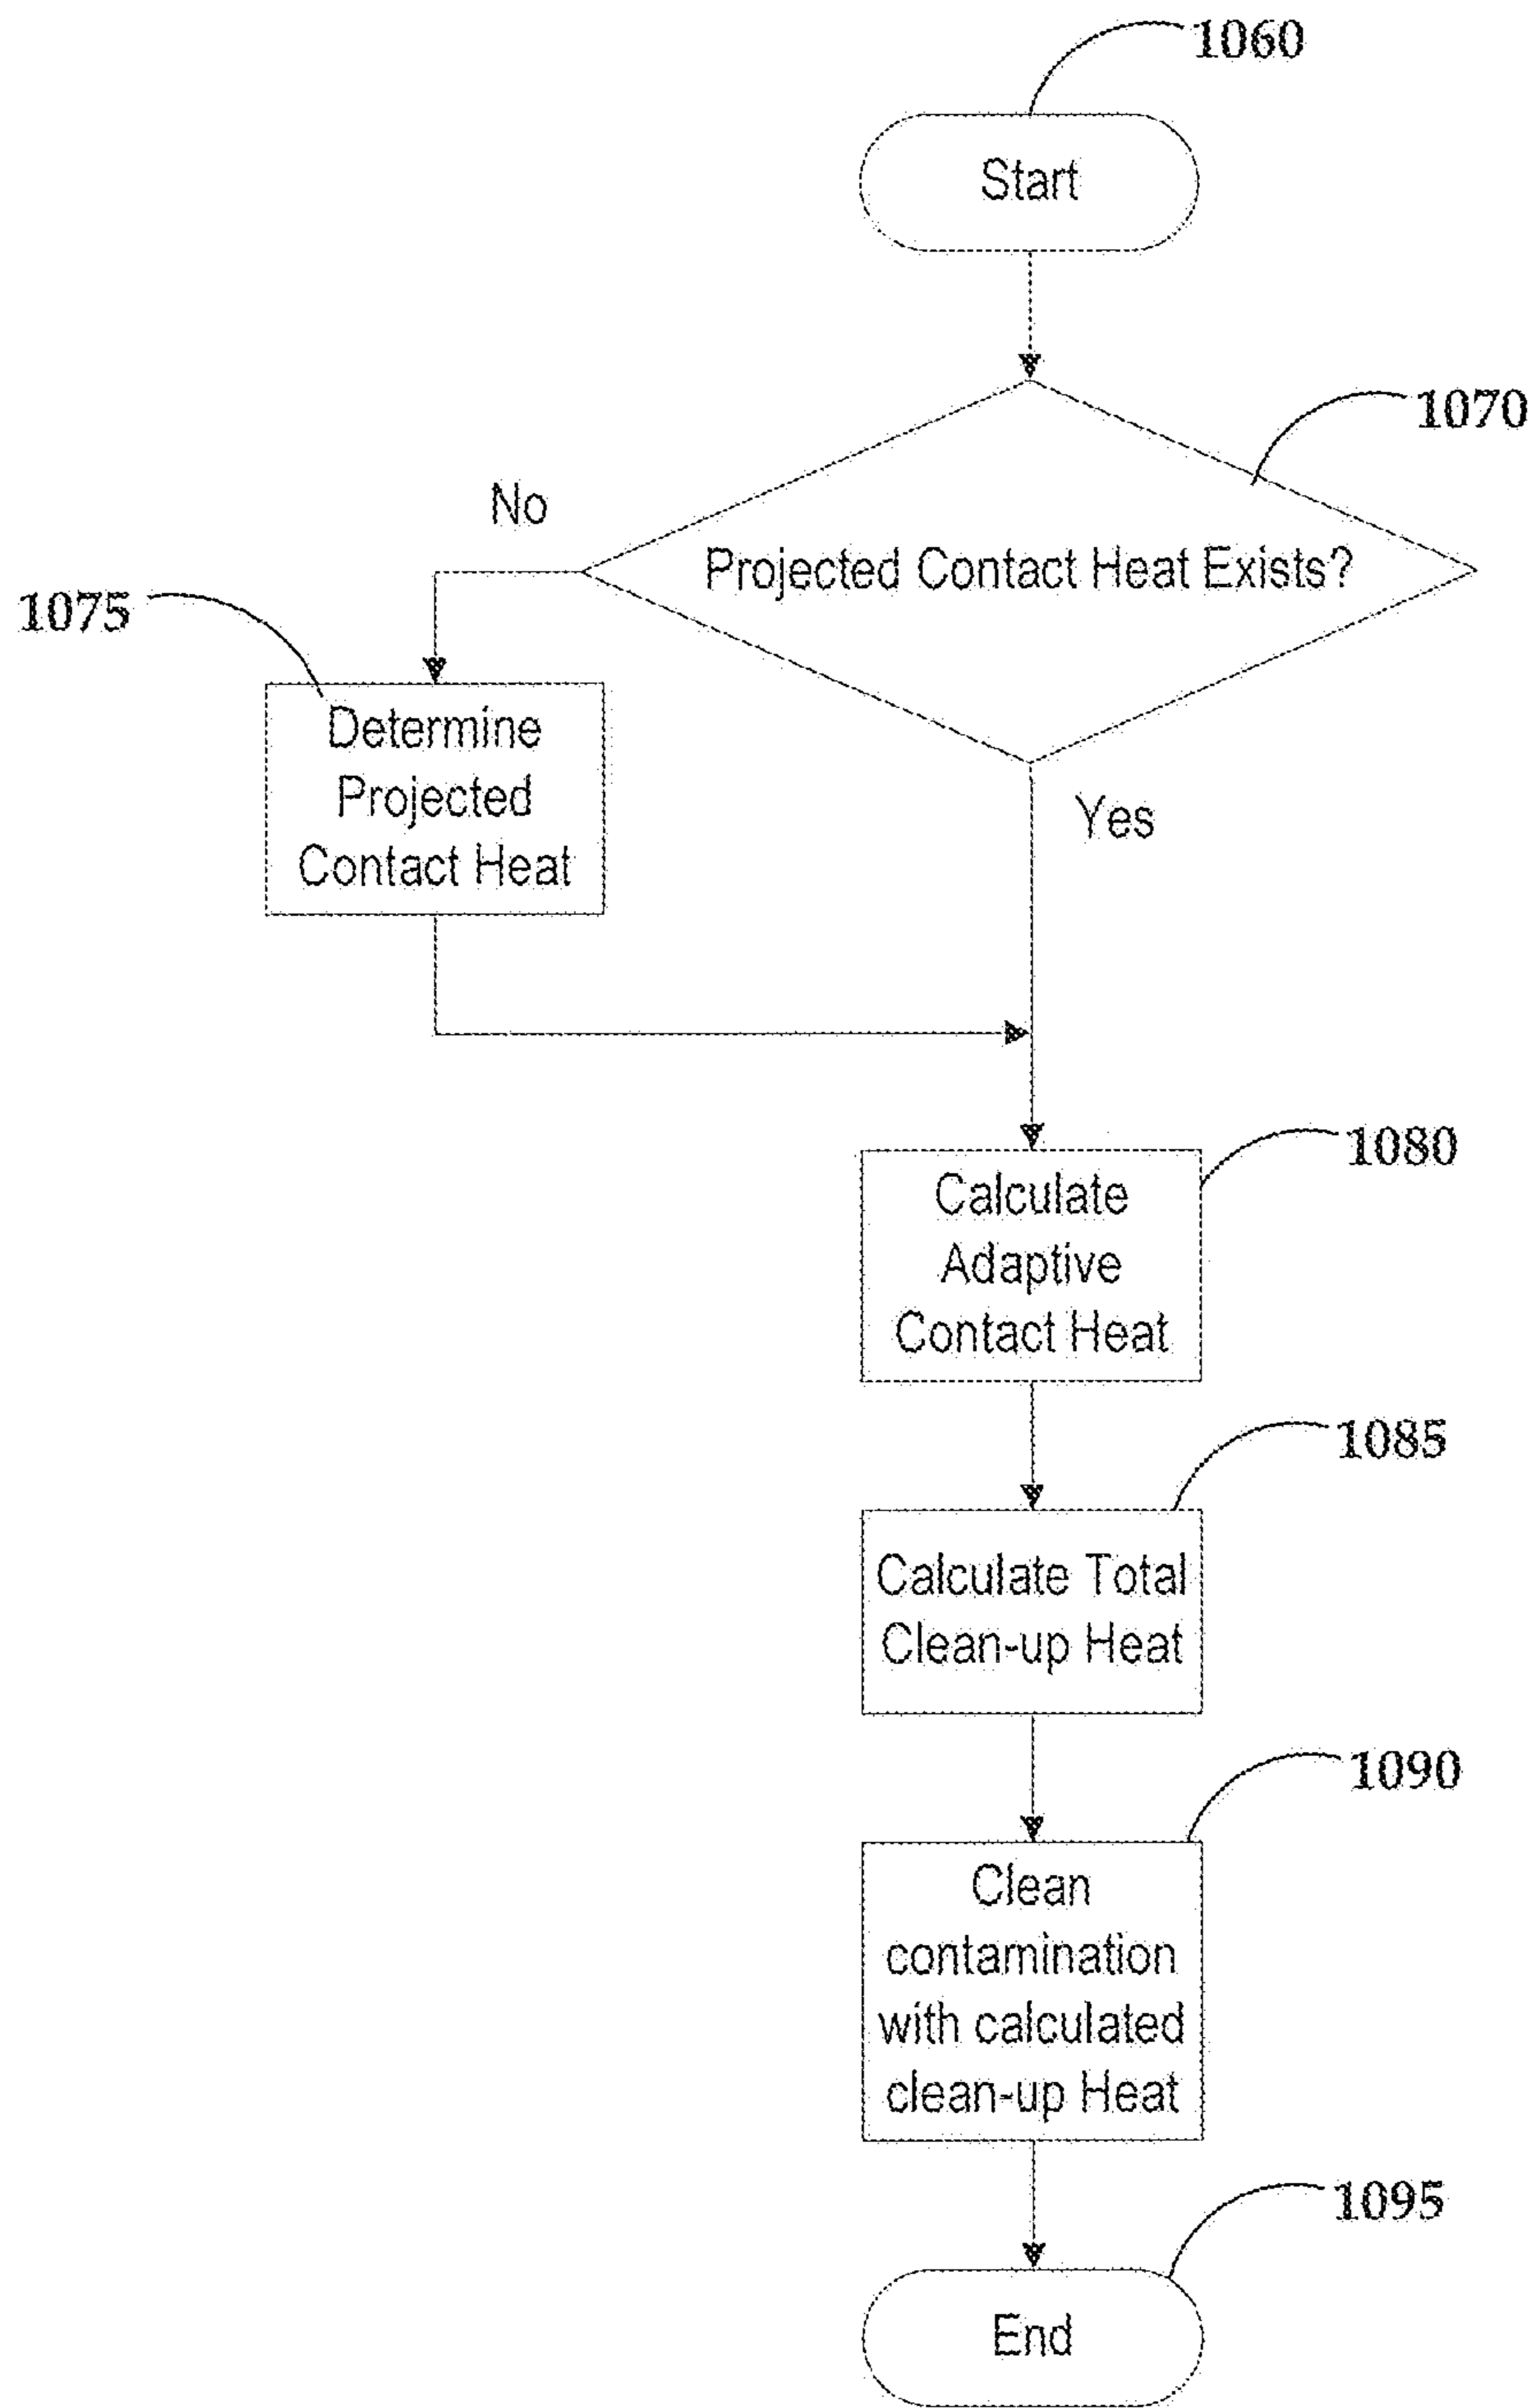 1060
Start
1070
No
Projected Contact Heat Exists?
1075
Determine
Projected
Contact Heat
Yes
1080
Calculate
Adaptive
Contact Heat
1085
Calculate Total
Clean-up Heat
1090
Clean
contamination
with calculated
clean-up Heat
1095
End